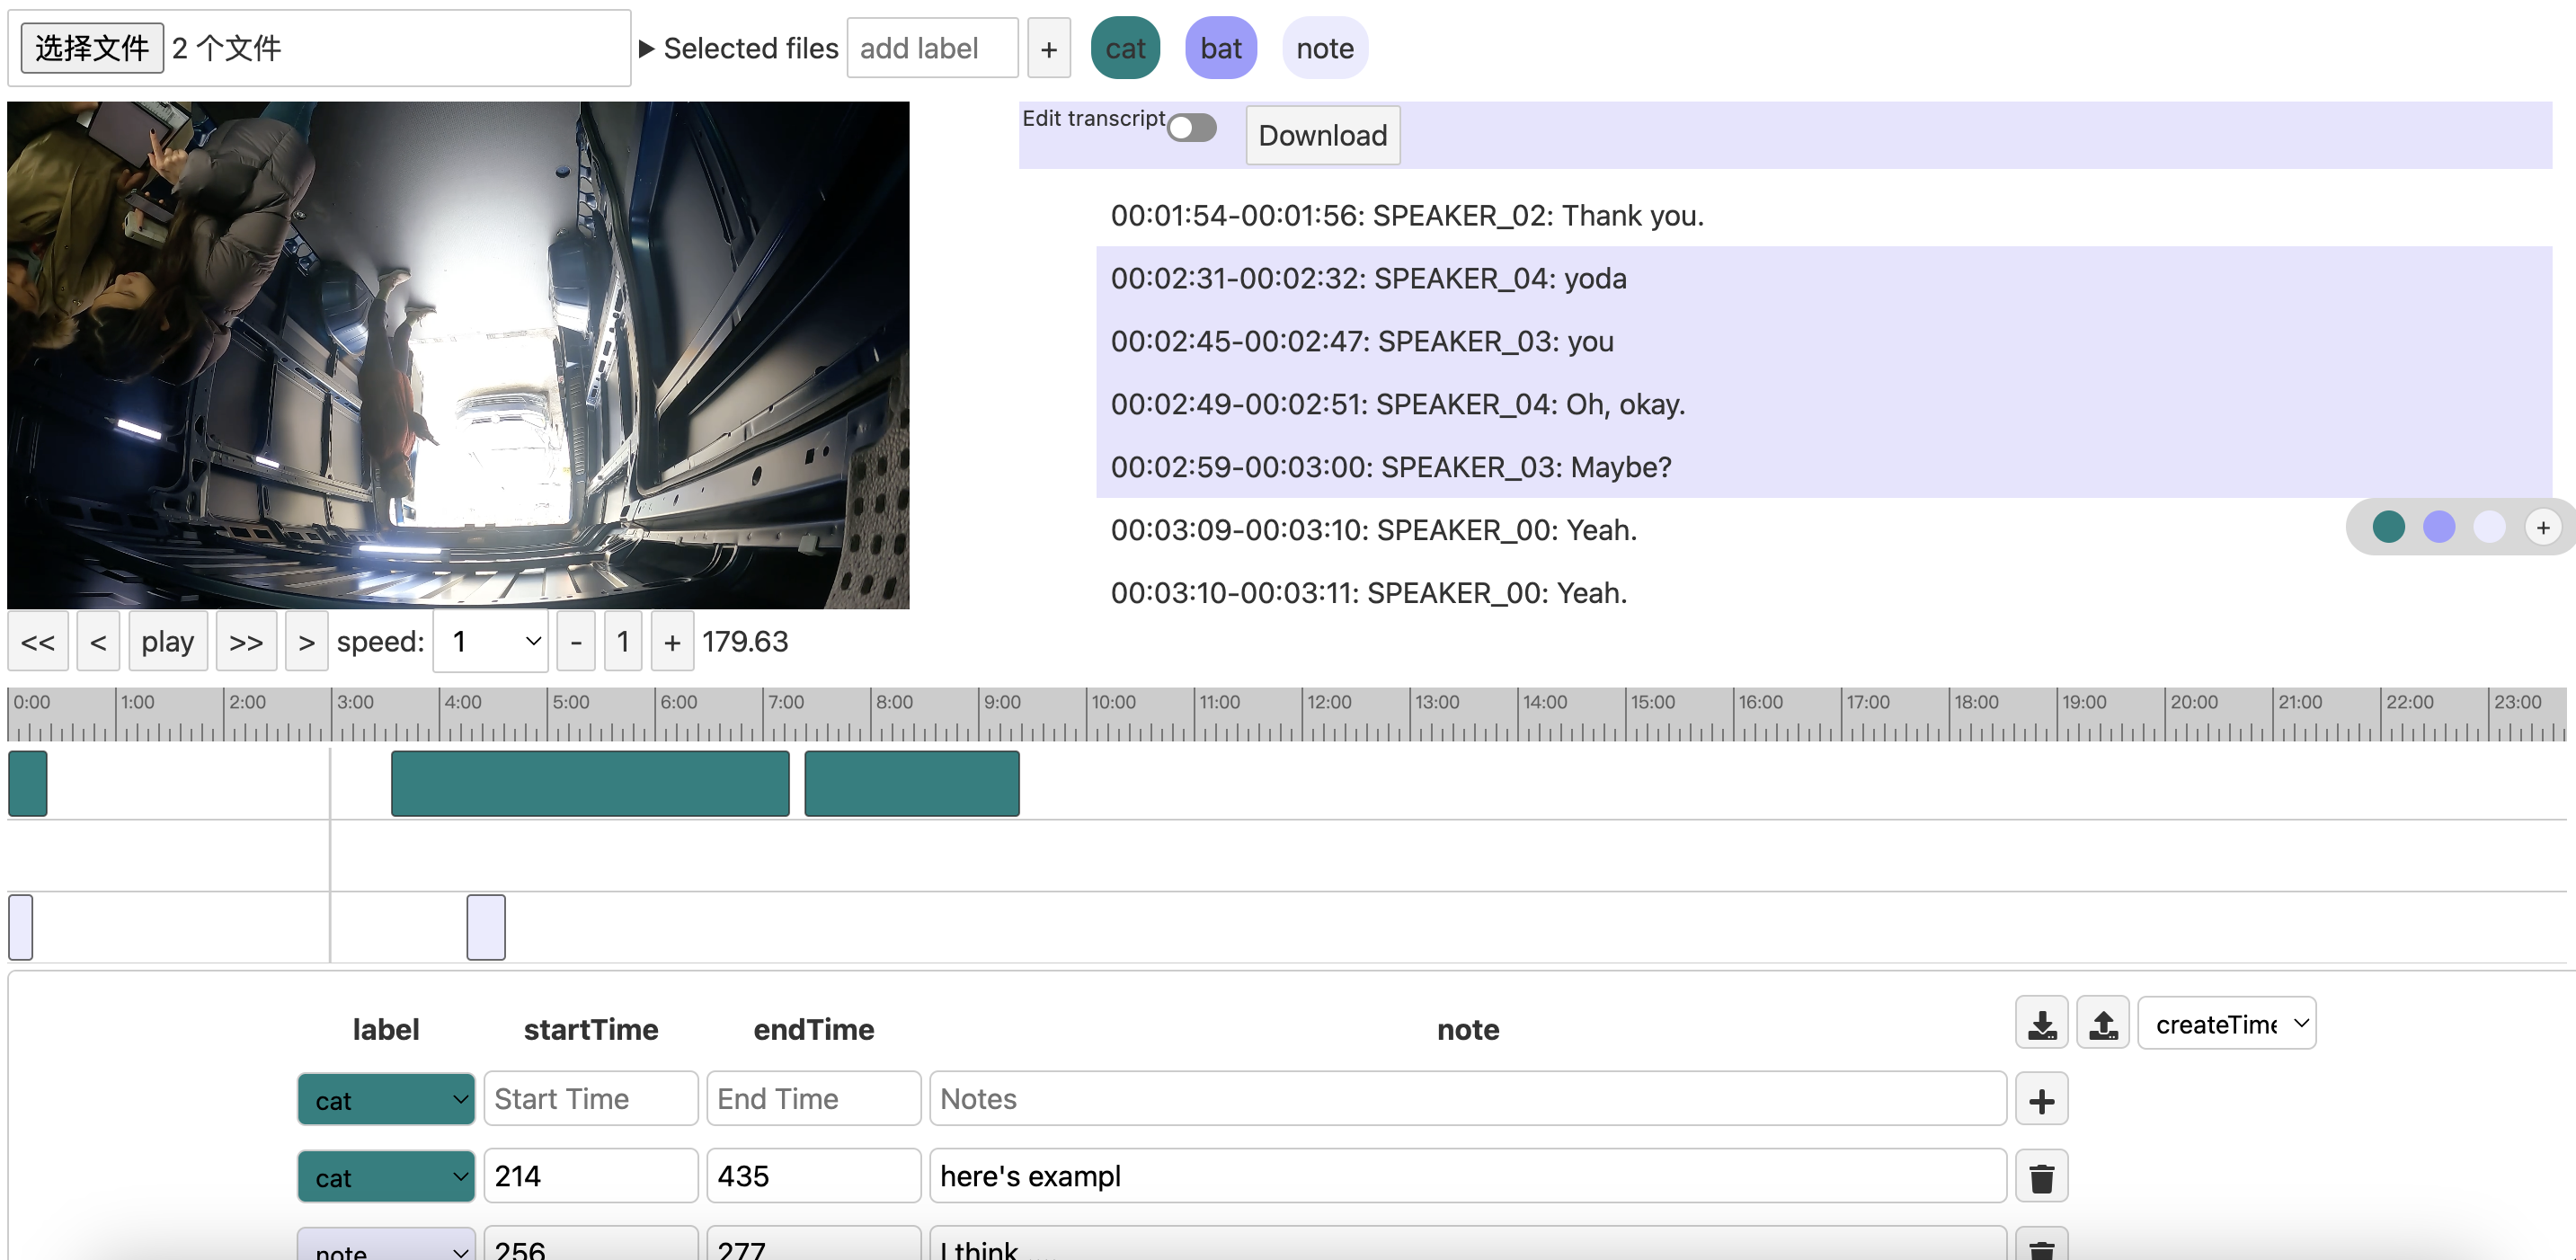 选择文件 2 个文件 ▶ Selected files add label + cat bat note
Edit transcript Download
00:01:54-00:01:56: SPEAKER_02: Thank you.
00:02:31-00:02:32: SPEAKER_04: yoda
00:02:45-00:02:47: SPEAKER_03: you
00:02:49-00:02:51: SPEAKER_04: Oh, okay.
00:02:59-00:03:00: SPEAKER_03: Maybe?
00:03:09-00:03:10: SPEAKER_00: Yeah.
+
00:03:10-00:03:11: SPEAKER_00: Yeah.
<< < play >> > speed: 1 - 1 + 179.63
0:00 1:00 2:00 3:00 4:00 5:00 6:00 7:00 8:00 9:00 10:00 11:00 12:00 13:00 14:00 15:00 16:00 17:00 18:00 19:00 20:00 21:00 22:00 23:00
label startTime endTime note createTime
cat Start Time End Time Notes +
cat 214 435 here's exampl
note 256 277 I think ....